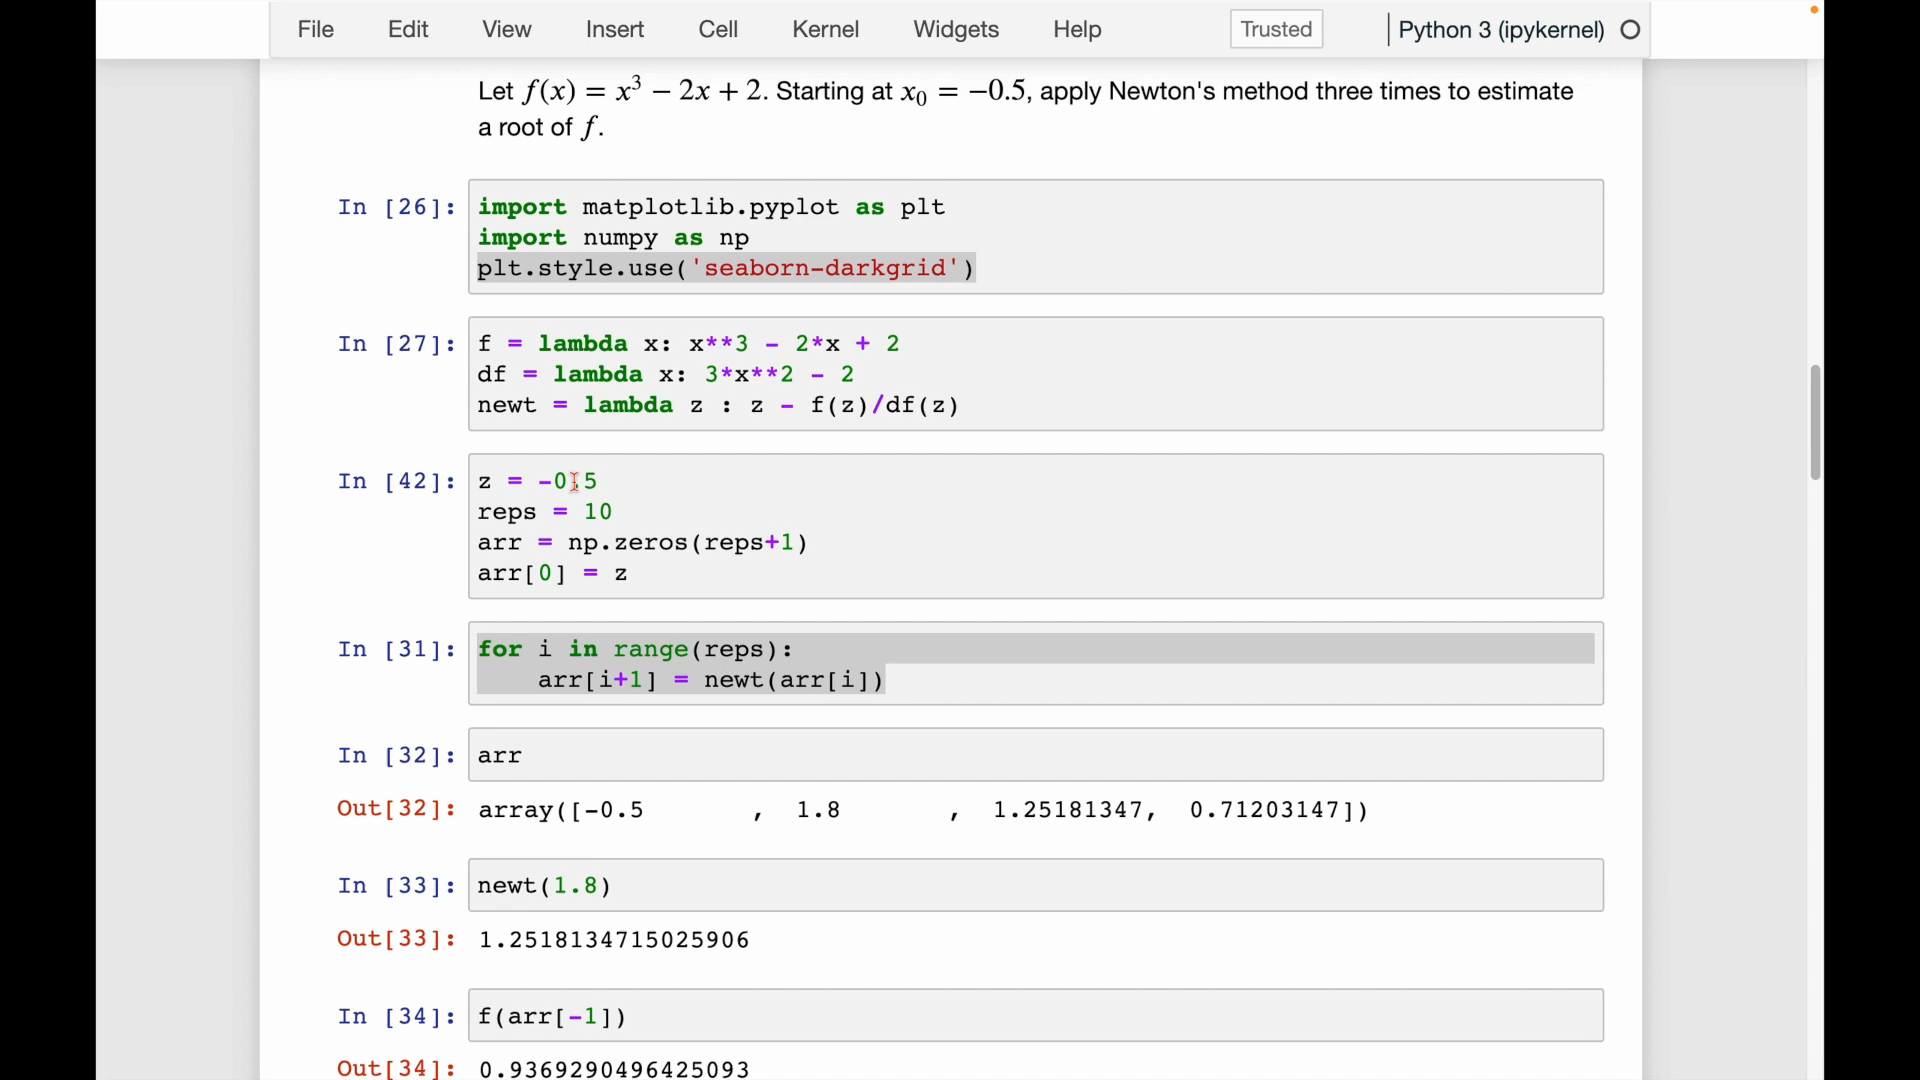 File Edit View Insert Cell Kernel Widgets Help Trusted Python 3 (ipykernel)
Let f(x) = x³ − 2x + 2. Starting at x₀ = −0.5, apply Newton's method three times to estimate
a root of f.
In [26]: import matplotlib.pyplot as plt
import numpy as np
plt.style.use('seaborn-darkgrid')
In [27]: f = lambda x: x**3 - 2*x + 2
df = lambda x: 3*x**2 - 2
newt = lambda z : z - f(z)/df(z)
In [42]: z = -0.5
reps = 10
arr = np.zeros(reps+1)
arr[0] = z
In [31]: for i in range(reps):
    arr[i+1] = newt(arr[i])
In [32]: arr
Out[32]: array([-0.5       , 1.8       , 1.25181347, 0.71203147])
In [33]: newt(1.8)
Out[33]: 1.2518134715025906
In [34]: f(arr[-1])
Out[34]: 0.9369290496425093